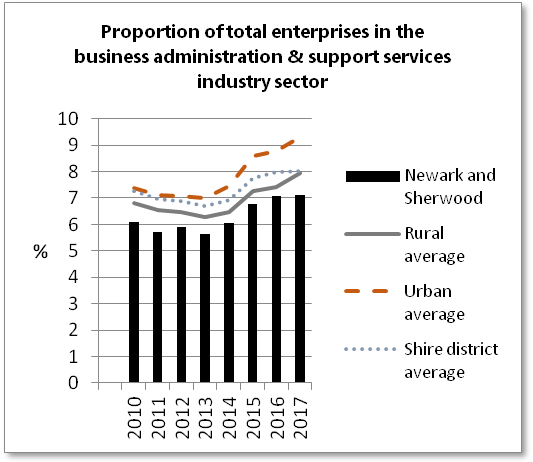 Proportion of total enterprises in the
business administration & support services
industry sector
10
9
8
7
6
5
4
3
2
1
0
%
2010
2011
2012
2013
2014
2015
2016
2017
Newark and
Sherwood
Rural
average
Urban
average
Shire district
average